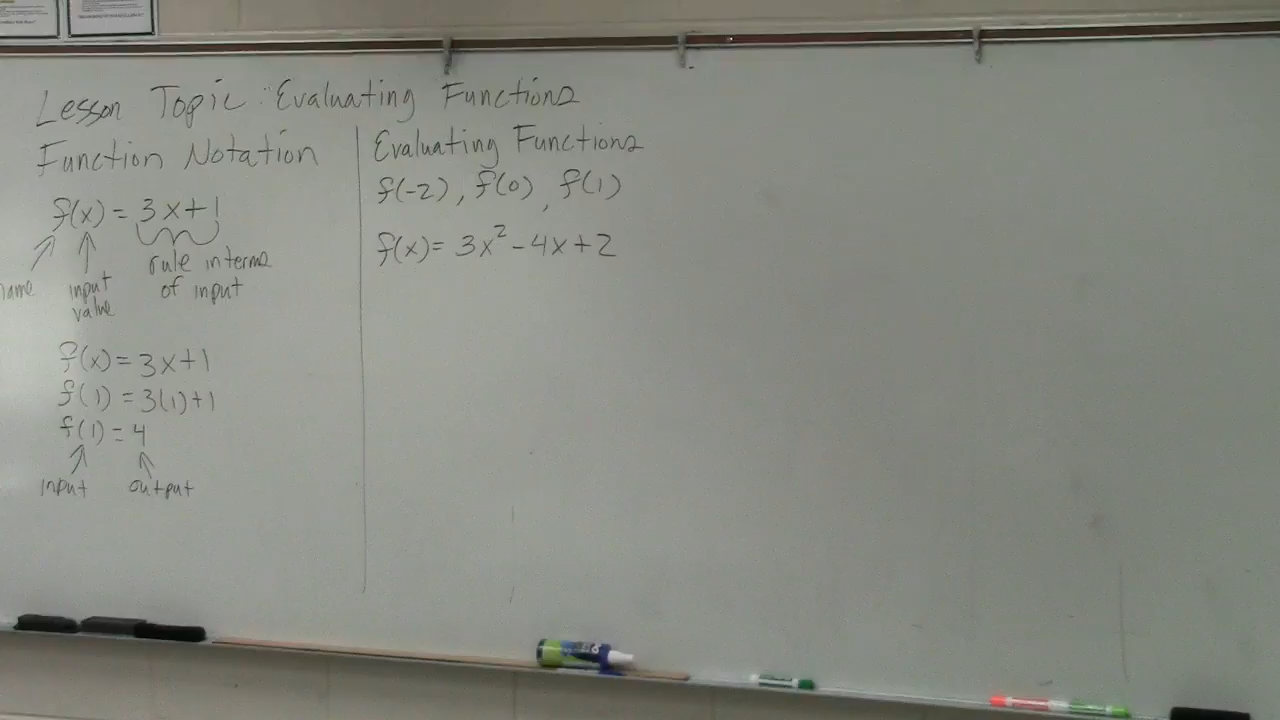 Lesson Topic: Evaluating Functions
Function Notation
f(x) = 3x+1
name
input
value
rule in terms
of input
f(x) = 3x+1
f(1) = 3(1)+1
f(1) = 4
input output
Evaluating Functions
f(-2), f(0), f(1)
f(x) = 3x² - 4x + 2